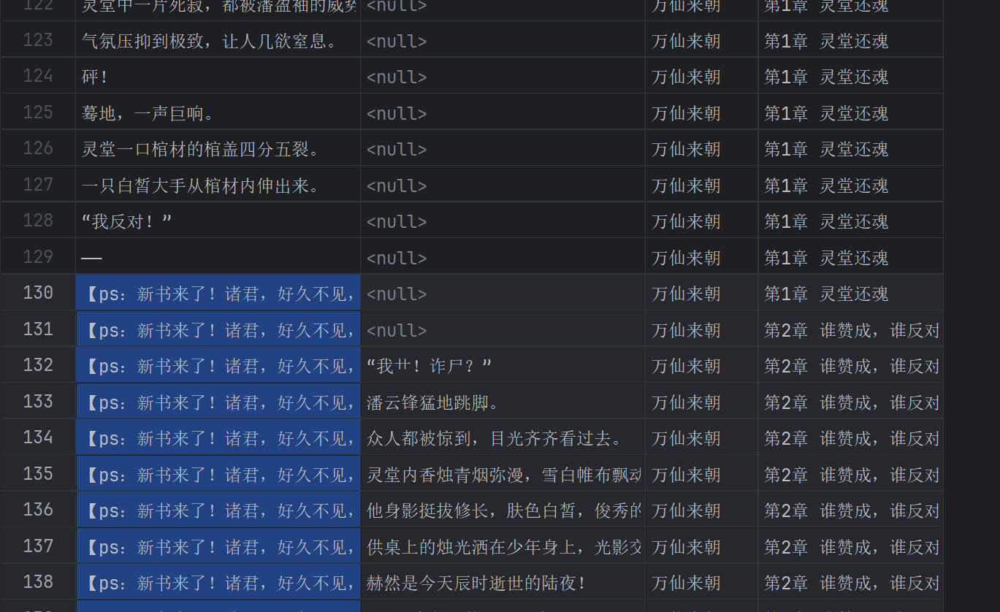 122 灵堂中一片死寂，都被潘盈袖的威势 <null> 万仙来朝 第1章 灵堂还魂
123 气氛压抑到极致，让人几欲窒息。 <null> 万仙来朝 第1章 灵堂还魂
124 砰！ <null> 万仙来朝 第1章 灵堂还魂
125 蓦地，一声巨响。 <null> 万仙来朝 第1章 灵堂还魂
126 灵堂一口棺材的棺盖四分五裂。 <null> 万仙来朝 第1章 灵堂还魂
127 一只白皙大手从棺材内伸出来。 <null> 万仙来朝 第1章 灵堂还魂
128 “我反对！” <null> 万仙来朝 第1章 灵堂还魂
129 —— <null> 万仙来朝 第1章 灵堂还魂
130 【ps：新书来了！诸君，好久不见， <null> 万仙来朝 第1章 灵堂还魂
131 【ps：新书来了！诸君，好久不见， <null> 万仙来朝 第2章 谁赞成，谁反对
132 【ps：新书来了！诸君，好久不见， “我艹！诈尸？” 万仙来朝 第2章 谁赞成，谁反对
133 【ps：新书来了！诸君，好久不见， 潘云锋猛地跳脚。 万仙来朝 第2章 谁赞成，谁反对
134 【ps：新书来了！诸君，好久不见， 众人都被惊到，目光齐齐看过去。 万仙来朝 第2章 谁赞成，谁反对
135 【ps：新书来了！诸君，好久不见， 灵堂内香烛青烟弥漫，雪白帷布飘动 万仙来朝 第2章 谁赞成，谁反对
136 【ps：新书来了！诸君，好久不见， 他身影挺拔修长，肤色白皙，俊秀的 万仙来朝 第2章 谁赞成，谁反对
137 【ps：新书来了！诸君，好久不见， 供桌上的烛光洒在少年身上，光影交 万仙来朝 第2章 谁赞成，谁反对
138 【ps：新书来了！诸君，好久不见， 赫然是今天辰时逝世的陆夜！ 万仙来朝 第2章 谁赞成，谁反对